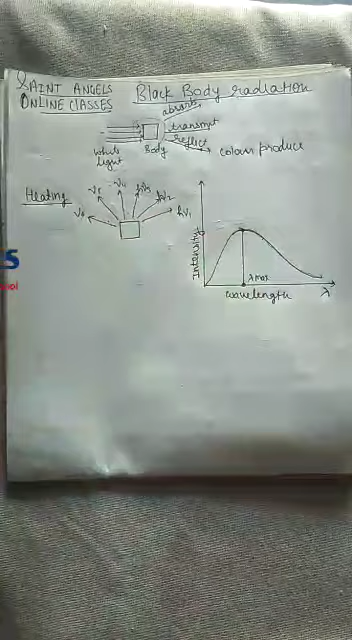 SAINT ANGELS
ONLINE CLASSES
Black Body radiation
absorb
transmit
reflect
colour produce
white
light
Body
Heating
hν1
hν2
Intensity
λmax
wavelength
λ
S